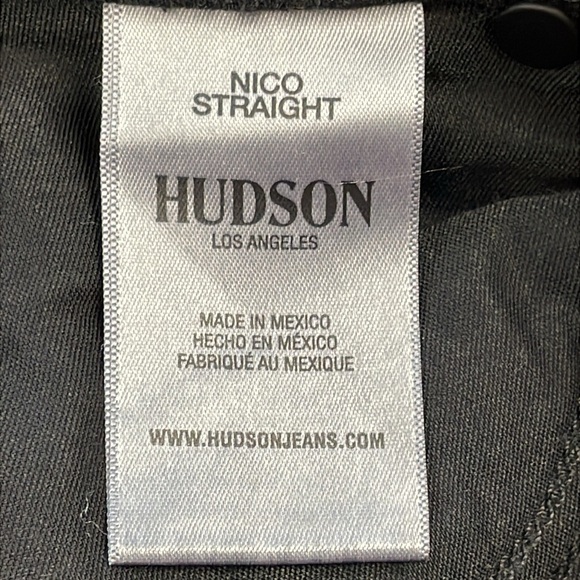 NICO
STRAIGHT
HUDSON
LOS ANGELES
MADE IN MEXICO
HECHO EN MÉXICO
FABRIQUÉ AU MEXIQUE
WWW.HUDSONJEANS.COM